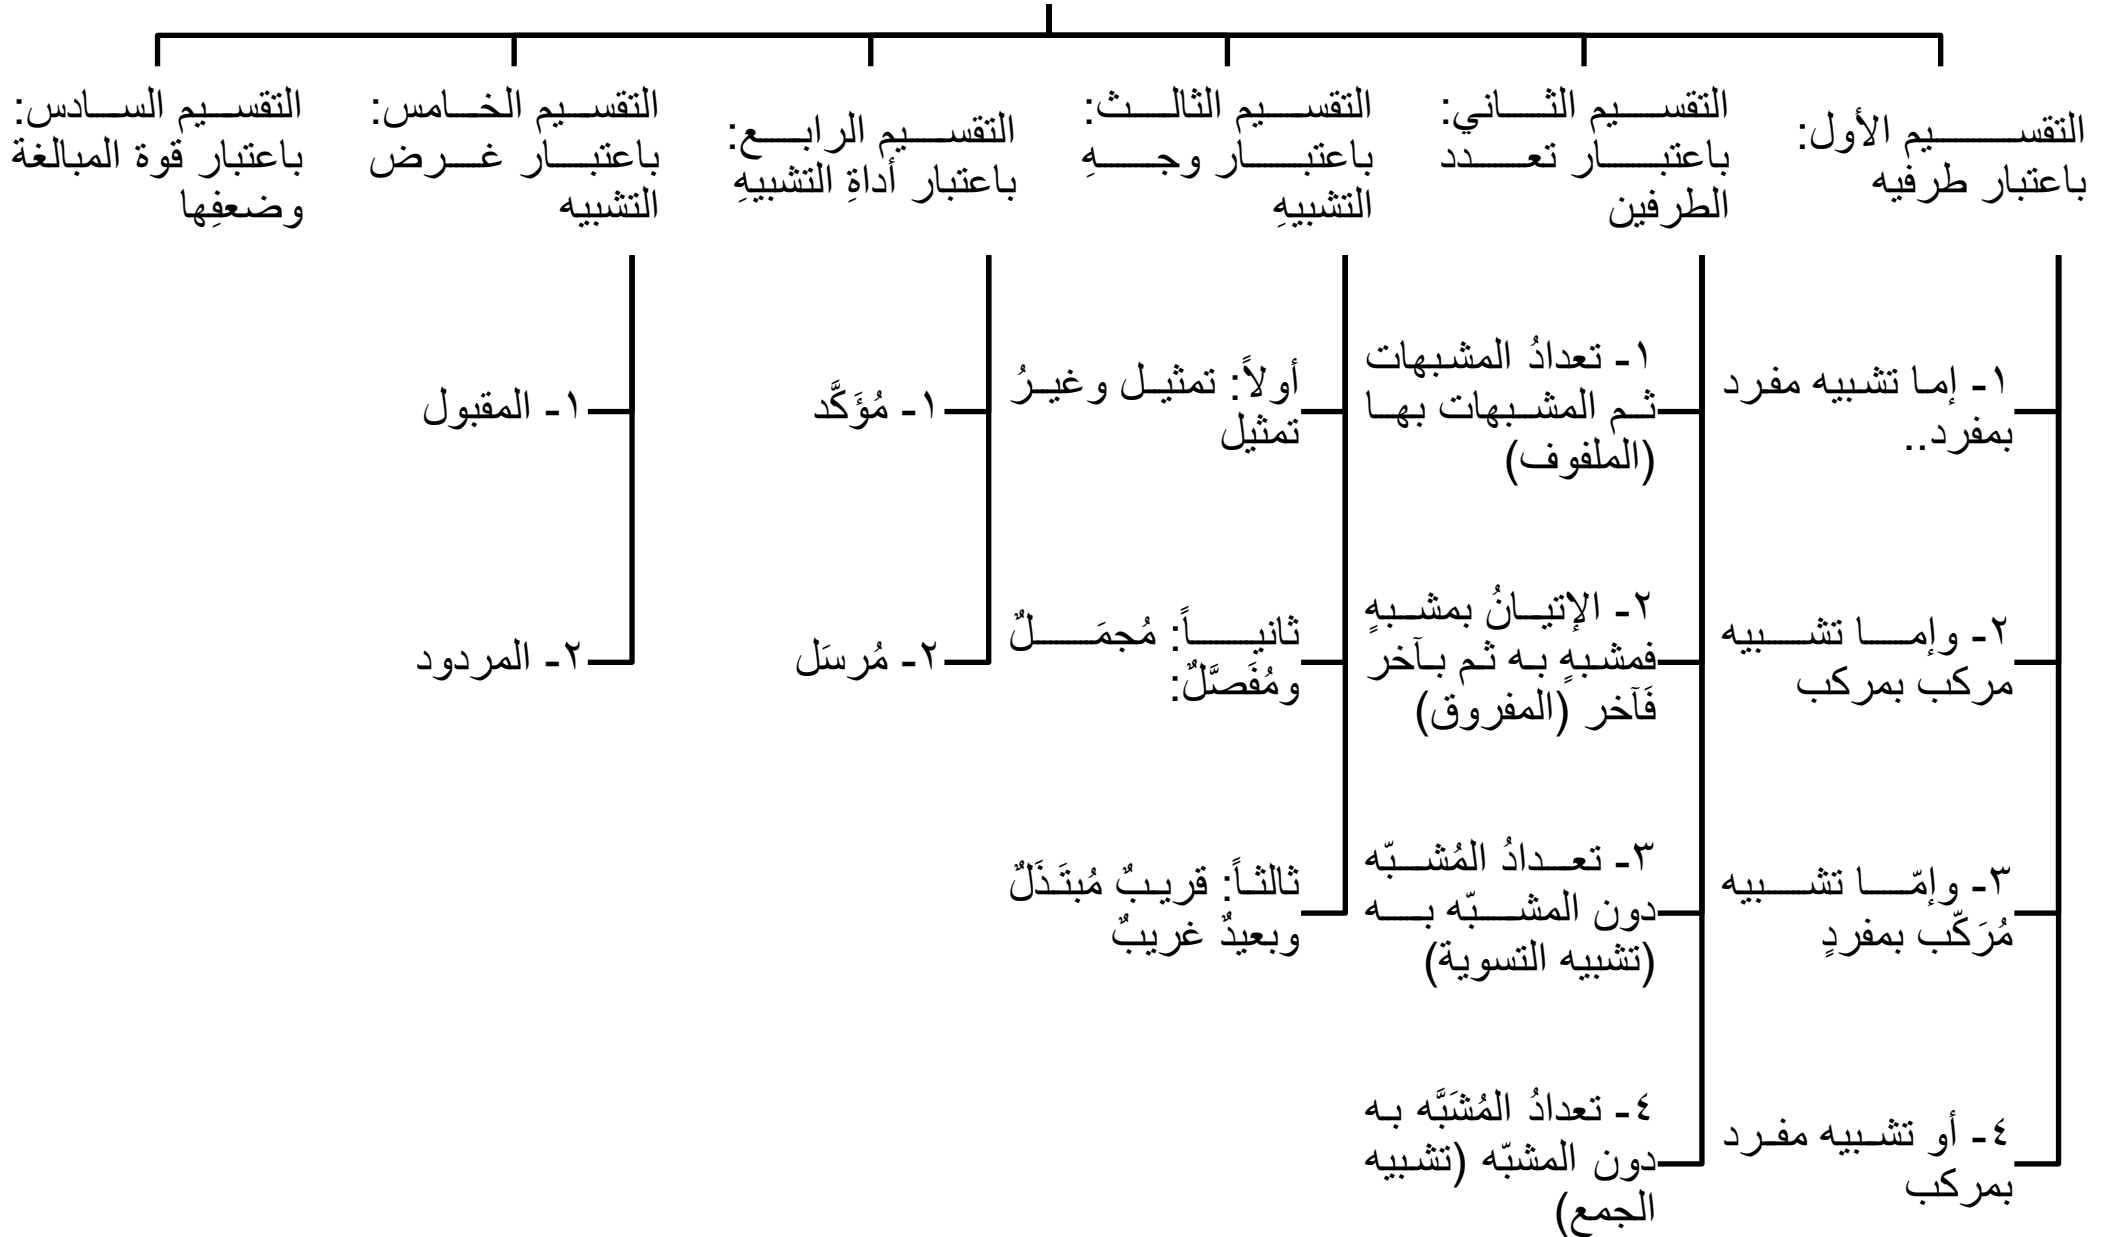 التقسيم الأول:
باعتبار طرفيه
١- إما تشبيه مفرد
بمفرد..
٢- وإما تشبيه
مركب بمركب
٣- وإمّا تشبيه
مُرَكّب بمفردٍ
٤- أو تشبيه مفرد
بمركب
التقسيم الثاني:
باعتبار تعدد
الطرفين
١- تعدادُ المشبهات
ثم المشبهات بها
(الملفوف)
٢- الإتيانُ بمشبهٍ
فمشبهٍ به ثم بآخر
فَآخر (المفروق)
٣- تعدادُ المُشبّه
دون المشبّه به
(تشبيه التسوية)
٤- تعدادُ المُشَبَّه به
دون المشبّه (تشبيه
الجمع)
التقسيم الثالث:
باعتبار وجهِ
التشبيهِ
أولاً: تمثيل وغيرُ
تمثيل
ثانياً: مُجمَلٌ
ومُفَصَّلٌ:
ثالثاً: قريبٌ مُبتَذَلٌ
وبعيدٌ غريبٌ
التقسيم الرابع:
باعتبار أداةِ التشبيهِ
١- مُؤَكَّد
٢- مُرسَل
التقسيم الخامس:
باعتبار غرض
التشبيه
١- المقبول
٢- المردود
التقسيم السادس:
باعتبار قوة المبالغة
وضعفِها